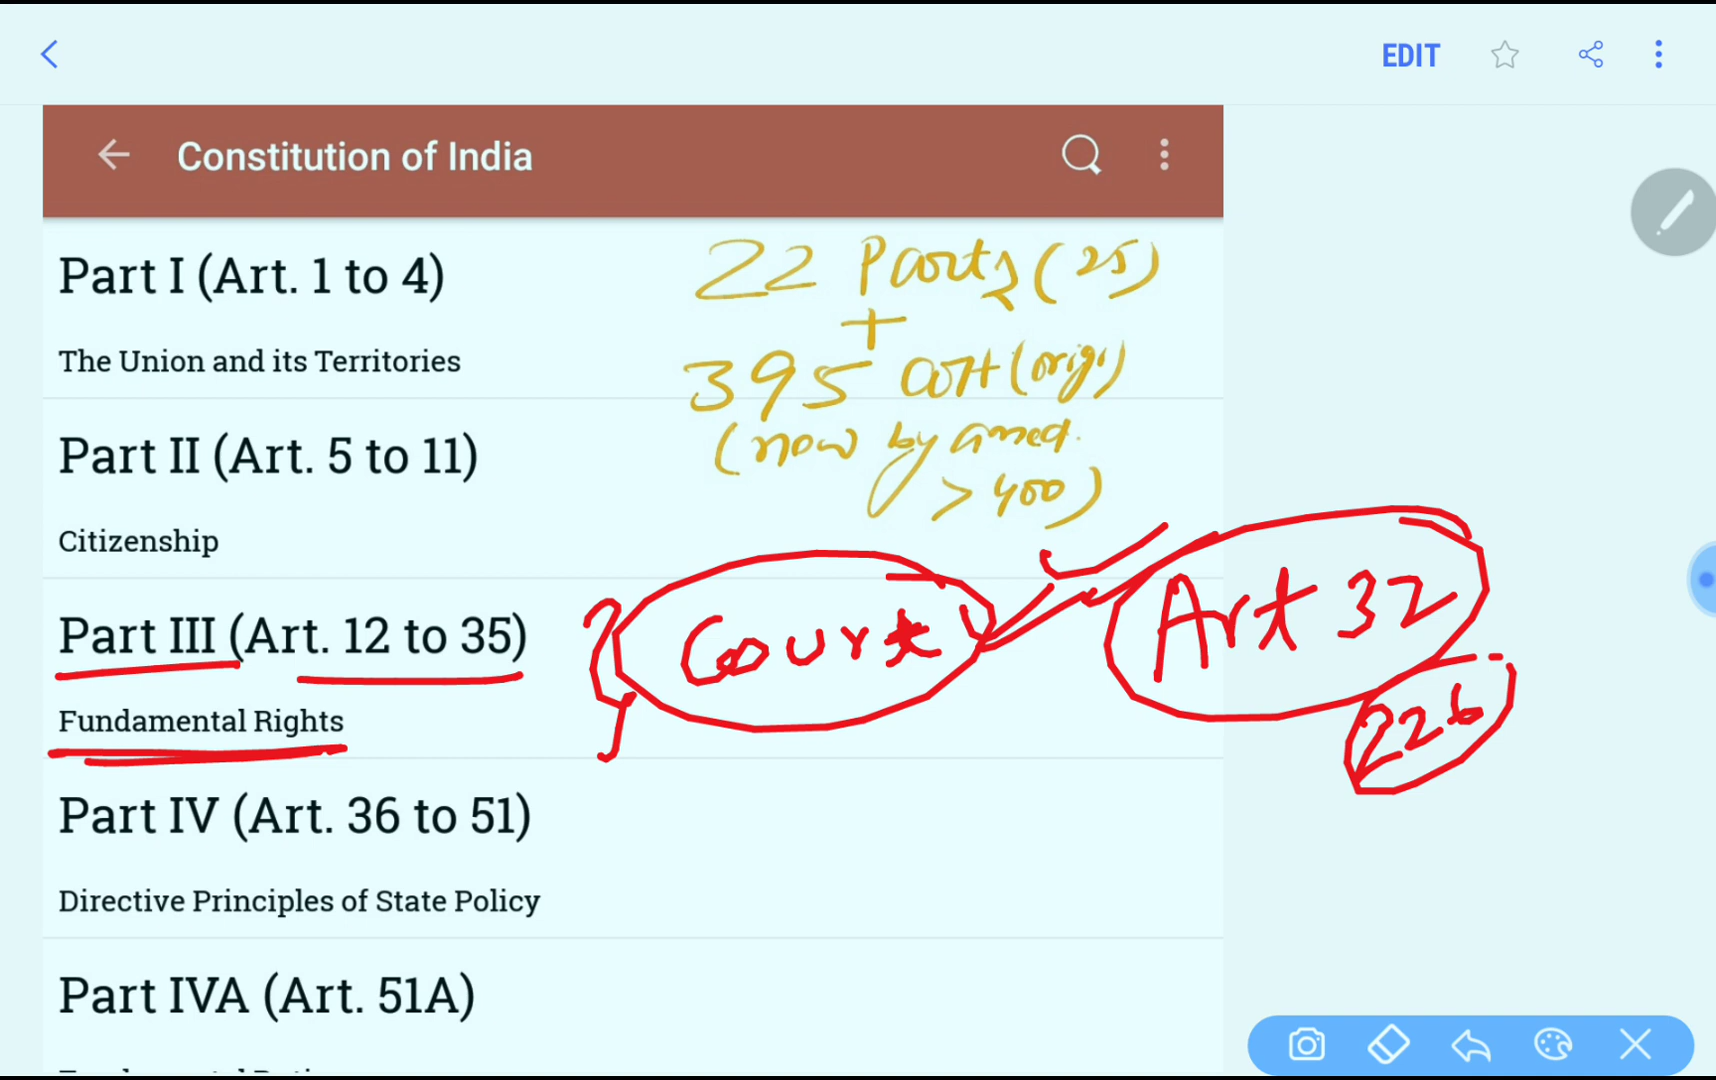 EDIT
Constitution of India
Part I (Art. 1 to 4)
22 Parts (25)
+
The Union and its Territories
395 art (orig.)
(now by amed.
> 400)
Part II (Art. 5 to 11)
Citizenship
Part III (Art. 12 to 35)
Court
Art 32
Fundamental Rights
226
Part IV (Art. 36 to 51)
Directive Principles of State Policy
Part IVA (Art. 51A)